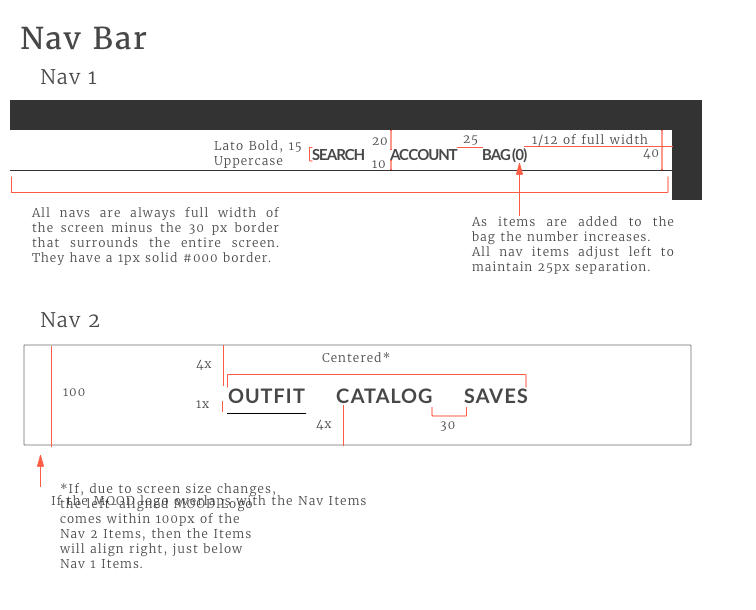 Nav Bar
Nav 1
Lato Bold, 15
Uppercase
SEARCH
20
10
ACCOUNT
25
BAG (0)
1/12 of full width
40
All navs are always full width of
the screen minus the 30 px border
that surrounds the entire screen.
They have a 1px solid #000 border.
As items are added to the
bag the number increases.
All nav items adjust left to
maintain 25px separation.
Nav 2
4x
Centered*
100
1x
OUTFIT
CATALOG
SAVES
4x
30
*If, due to screen size changes,
If the MOOD logo overlaps with the Nav Items
the left-aligned MOOD Logo
comes within 100px of the
Nav 2 Items, then the Items
will align right, just below
Nav 1 Items.